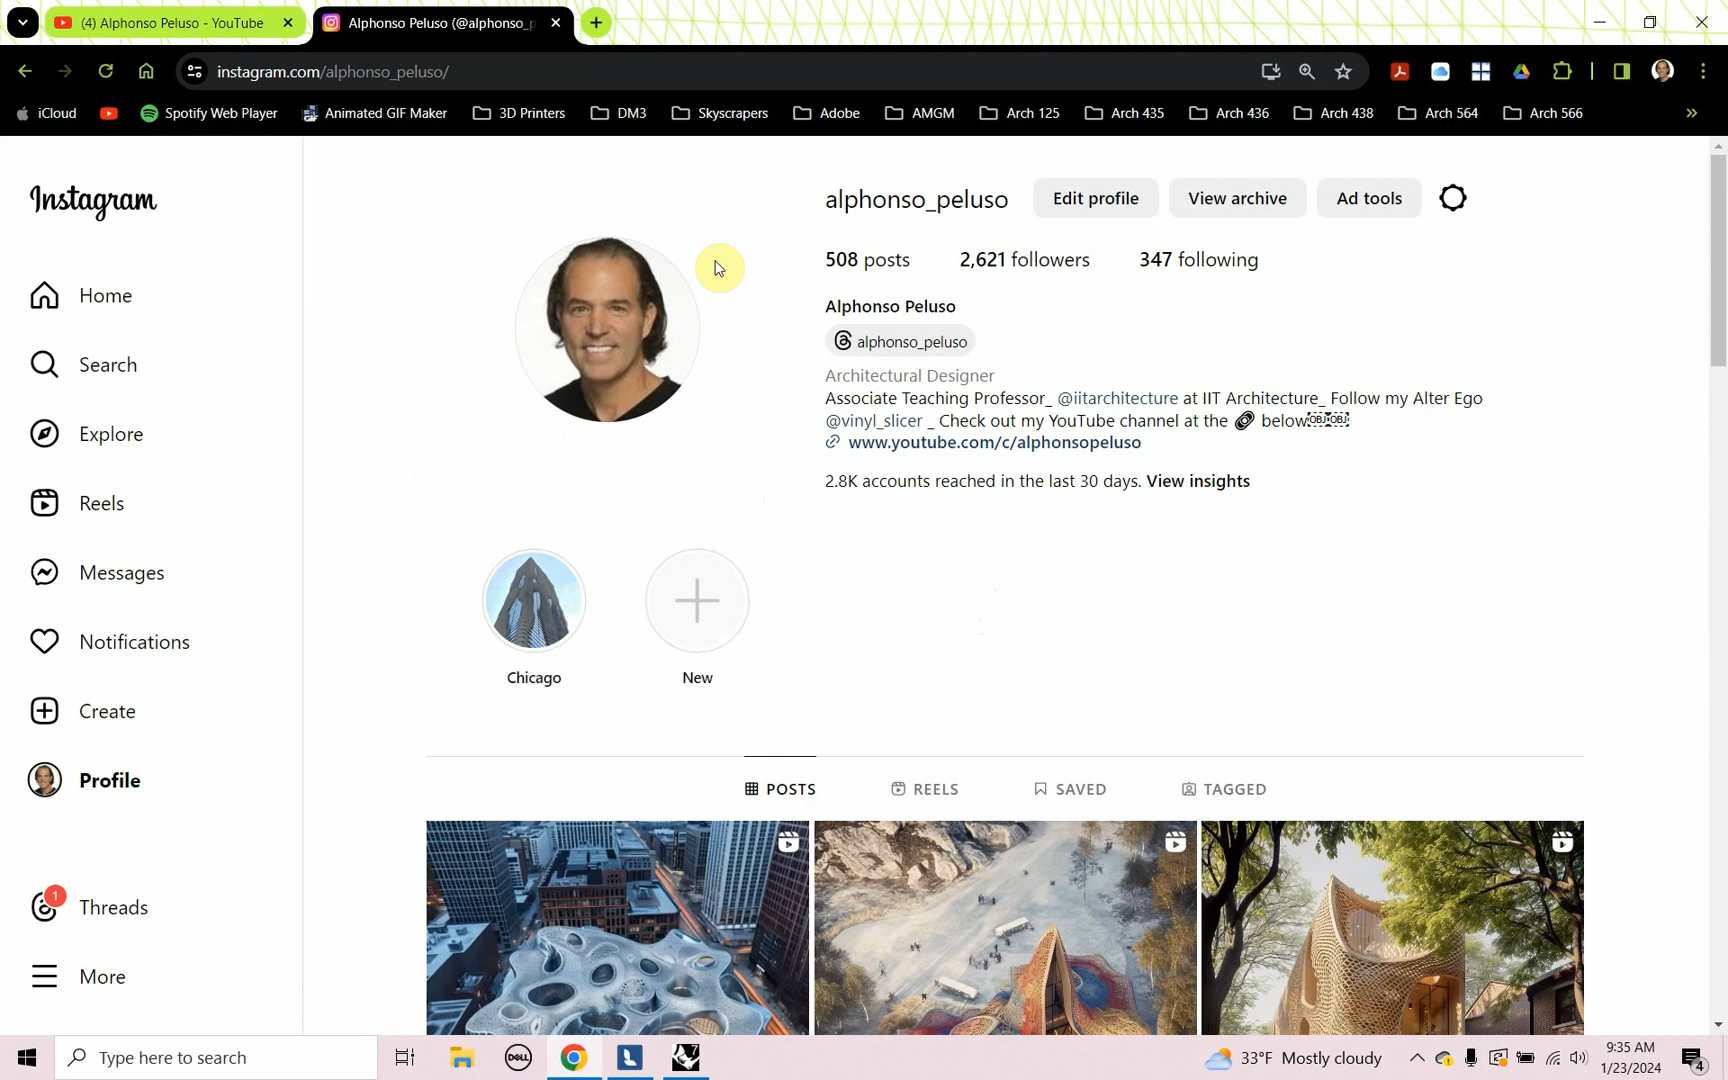 (4) Alphonso Peluso - YouTube
Alphonso Peluso (@alphonso_p
instagram.com/alphonso_peluso/
iCloud
Spotify Web Player
Animated GIF Maker
3D Printers
DM3
Skyscrapers
Adobe
AMGM
Arch 125
Arch 435
Arch 436
Arch 438
Arch 564
Arch 566
Instagram
Home
Search
Explore
Reels
Messages
Notifications
Create
Profile
1
Threads
More
alphonso_peluso
Edit profile
View archive
Ad tools
508 posts
2,621 followers
347 following
Alphonso Peluso
alphonso_peluso
Architectural Designer
Associate Teaching Professor_ @iitarchitecture at IIT Architecture_ Follow my Alter Ego
@vinyl_slicer _ Check out my YouTube channel at the 🔗 below
www.youtube.com/c/alphonsopeluso
2.8K accounts reached in the last 30 days. View insights
Chicago
New
POSTS
REELS
SAVED
TAGGED
Type here to search
DELL
L
7
33°F Mostly cloudy
9:35 AM
1/23/2024
4